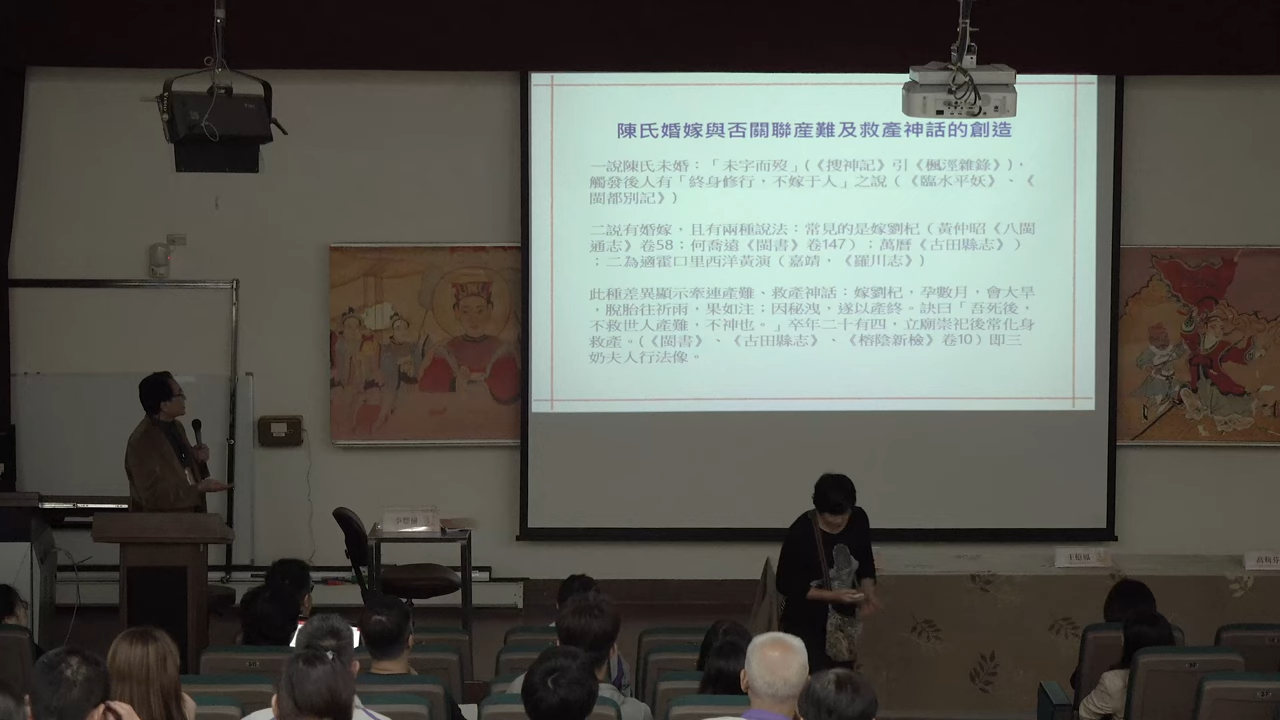 陳氏婚嫁與否關聯産難及救產神話的創造
一說陳氏未婚：「未字而歿」(《搜神記》引《楓涇雜錄》)，
觸發後人有「終身修行，不嫁于人」之說（《臨水平妖》、《
閩都別記》)
二説有婚嫁，且有兩種說法：常見的是嫁劉杞（黃仲昭《八閩
通志》卷58；何喬遠《閩書》卷147）；萬曆《古田縣志》）
；二為適霍口里西洋黃演（嘉靖，《羅川志》）
此種差異顯示牽連產難、救產神話：嫁劉杞，孕數月，會大旱
，脫胎往祈雨，果如注；因秘洩，遂以產終。訣曰「吾死後，
不救世人産難，不神也。」卒年二十有四，立廟崇祀後常化身
救產。(《閩書》、《古田縣志》、《榕陰新檢》卷10）即三
奶夫人行法像。